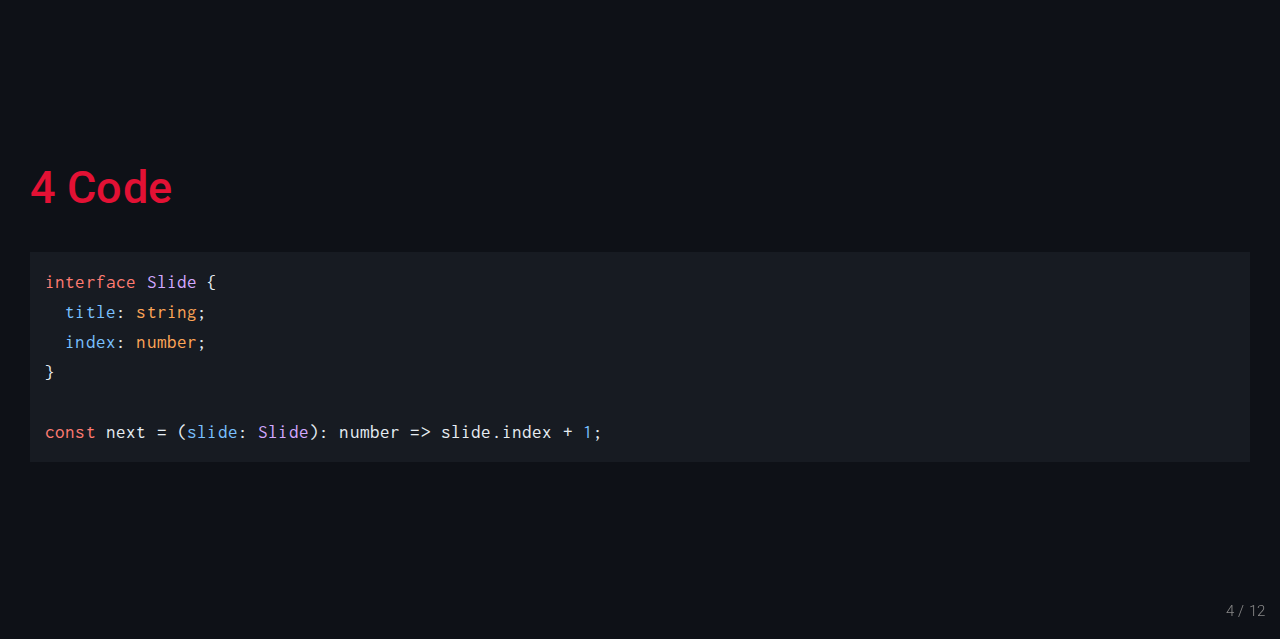 4 Code
interface Slide {
  title: string;
  index: number;
}
const next = (slide: Slide): number => slide.index + 1;
4 / 12